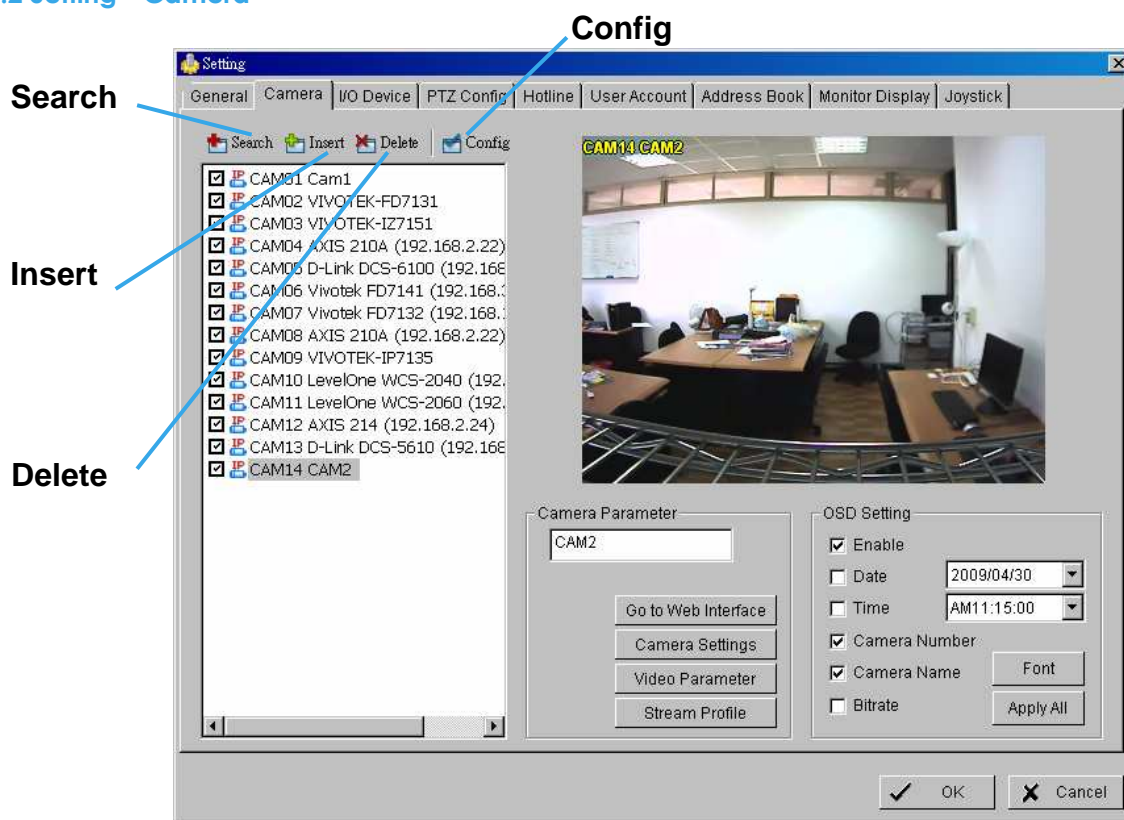 Setting
Camera
Config
Search
Insert
Delete
Setting
General Camera I/O Device PTZ Config Hotline User Account Address Book Monitor Display Joystick
Search Insert Delete Config
CAM01 Cam1
CAM02 VIVOTEK-FD7131
CAM03 VIVOTEK-IZ7151
CAM04 AXIS 210A (192.168.2.22)
CAM05 D-Link DCS-6100 (192.168
CAM06 Vivotek FD7141 (192.168.
CAM07 Vivotek FD7132 (192.168.
CAM08 AXIS 210A (192.168.2.22)
CAM09 VIVOTEK-IP7135
CAM10 LevelOne WCS-2040 (192.
CAM11 LevelOne WCS-2060 (192.
CAM12 AXIS 214 (192.168.2.24)
CAM13 D-Link DCS-5610 (192.168
CAM14 CAM2
CAM14 CAM2
Camera Parameter
CAM2
Go to Web Interface
Camera Settings
Video Parameter
Stream Profile
OSD Setting
Enable
Date 2009/04/30
Time AM11:15:00
Camera Number
Camera Name
Font
Bitrate
Apply All
OK Cancel